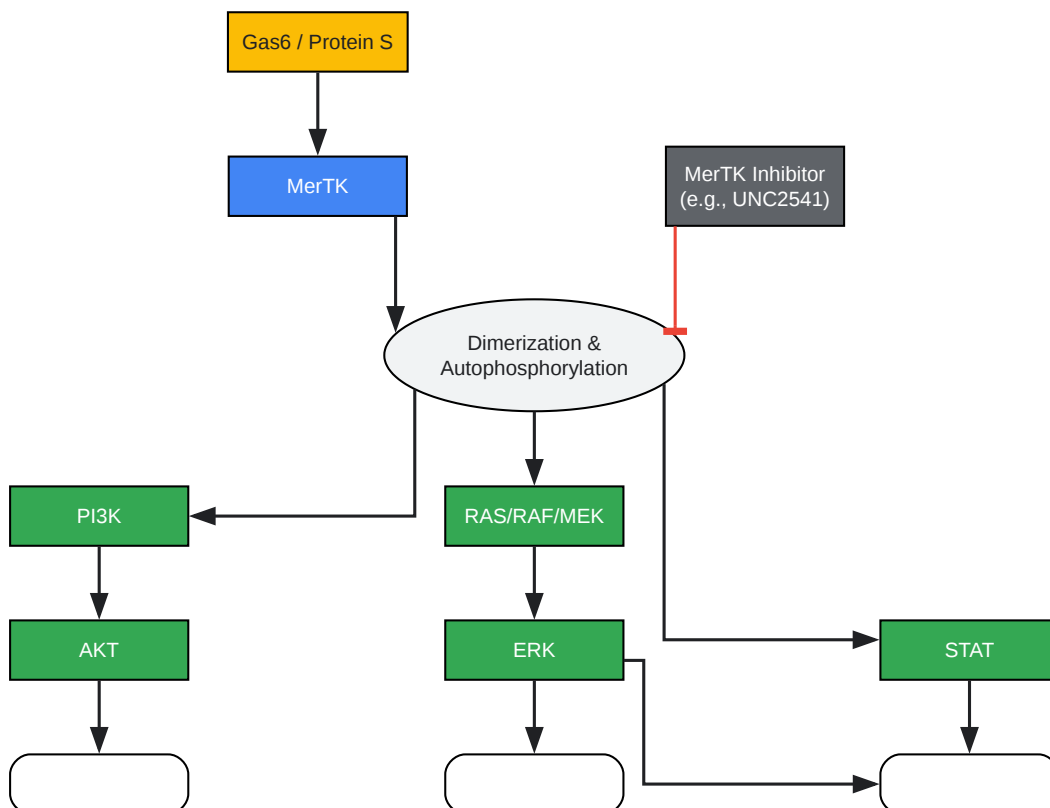 Gas6 / Protein S
MerTK
MerTK Inhibitor
(e.g., UNC2541)
Dimerization &
Autophosphorylation
PI3K
RAS/RAF/MEK
AKT
ERK
STAT